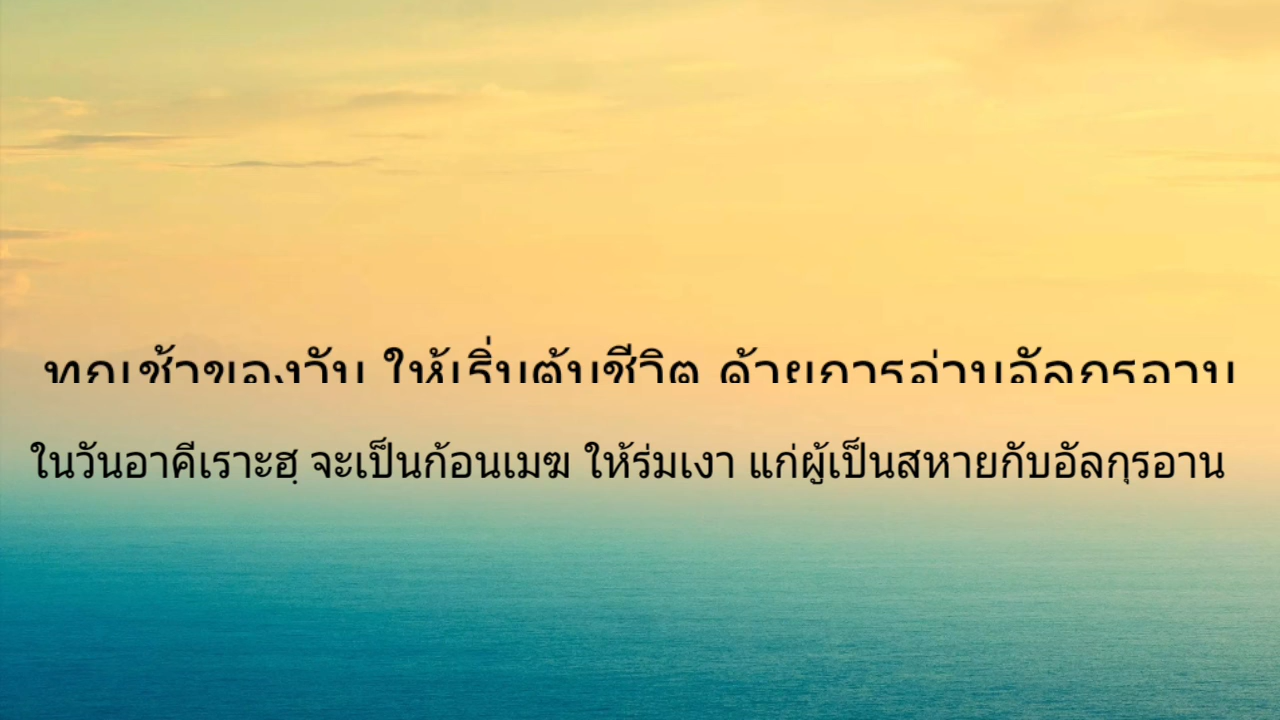 ทุกเช้าของวัน ให้เริ่มต้นชีวิต ด้วยการอ่านอัลกุรอาน
ในวันอาคีเราะฮฺ จะเป็นก้อนเมฆ ให้ร่มเงา แก่ผู้เป็นสหายกับอัลกุรอาน